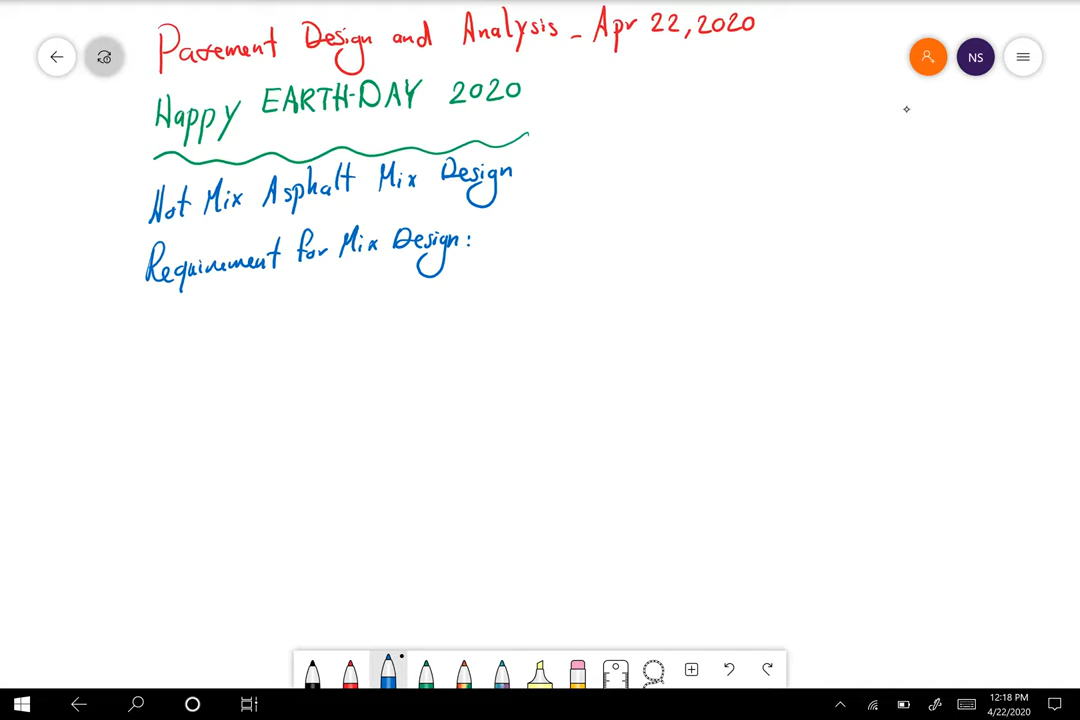 Pavement Design and Analysis - Apr 22, 2020
Happy EARTH-DAY 2020
NS
Hot Mix Asphalt Mix Design
Requirement for Mix Design:
12:18 PM
4/22/2020